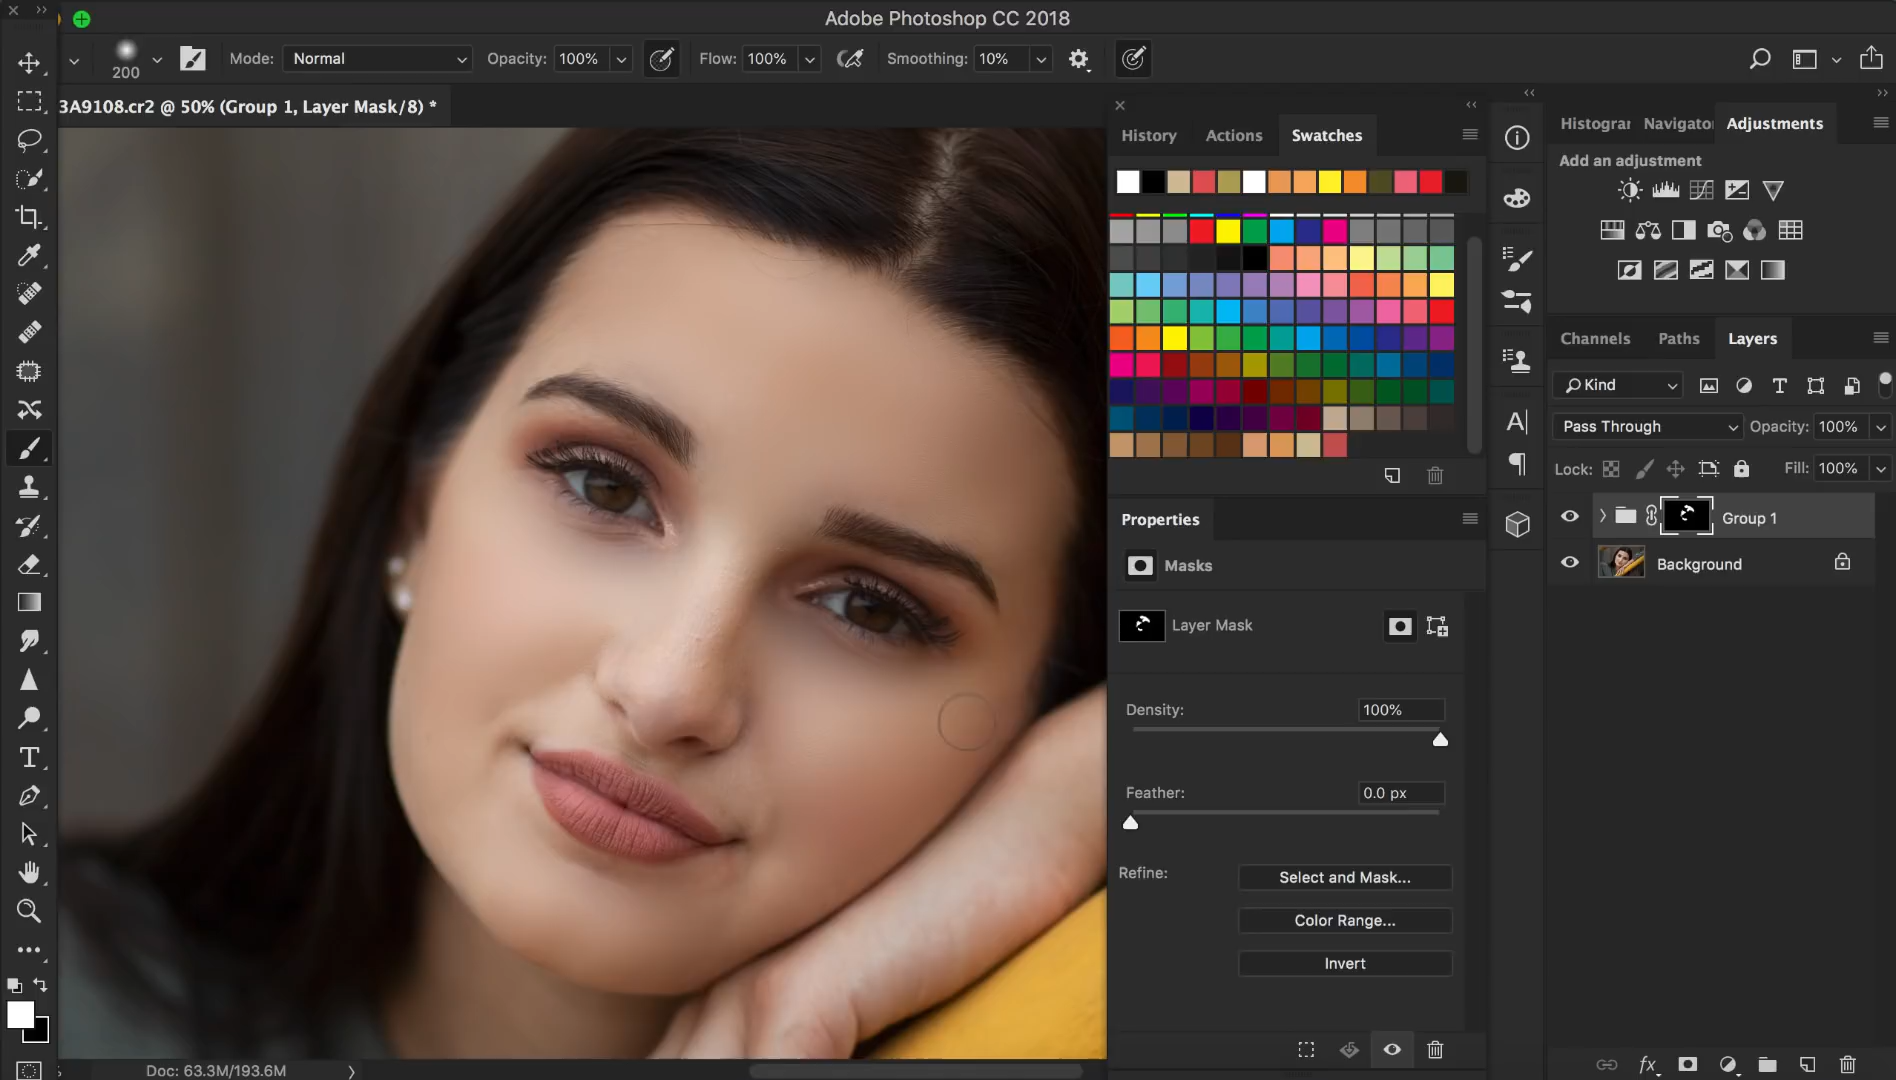 Adobe Photoshop CC 2018
200
Mode: Normal
Opacity: 100%
Flow: 100%
Smoothing: 10%
3A9108.cr2 @ 50% (Group 1, Layer Mask/8) *
History Actions Swatches
Properties
Masks
Layer Mask
Density: 100%
Feather: 0.0 px
Refine:
Select and Mask...
Color Range...
Invert
Histogra Navigato Adjustments
Add an adjustment
Channels Paths Layers
Kind
Pass Through Opacity: 100%
Lock: Fill: 100%
Group 1
Background
Doc: 63.3M/193.6M